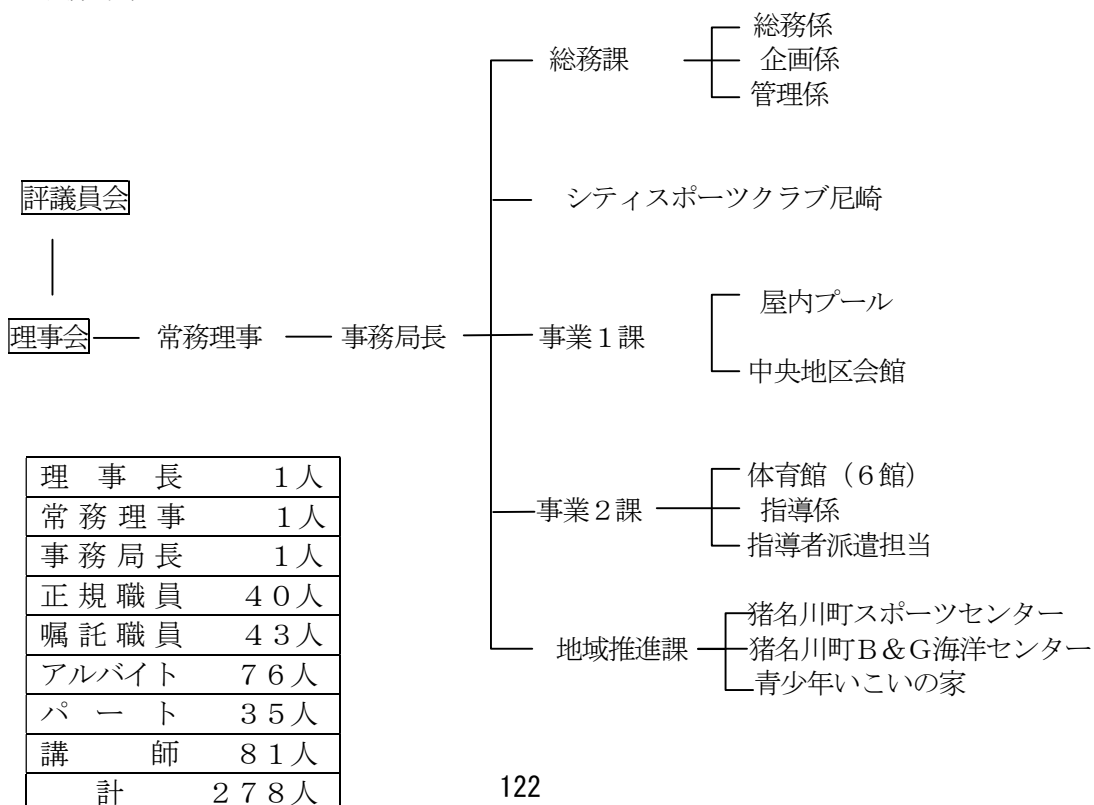 総務係
総務課
企画係
管理係
評議員会
シティスポーツクラブ尼崎
屋内プール
理事会 常務理事 事務局長 事業１課
中央地区会館
体育館（６館）
事業２課 指導係
指導者派遣担当
猪名川町スポーツセンター
地域推進課 猪名川町Ｂ＆Ｇ海洋センター
青少年いこいの家
理事長 １人
常務理事 １人
事務局長 １人
正規職員 ４０人
嘱託職員 ４３人
アルバイト ７６人
パート ３５人
講師 ８１人
計 ２７８人
122